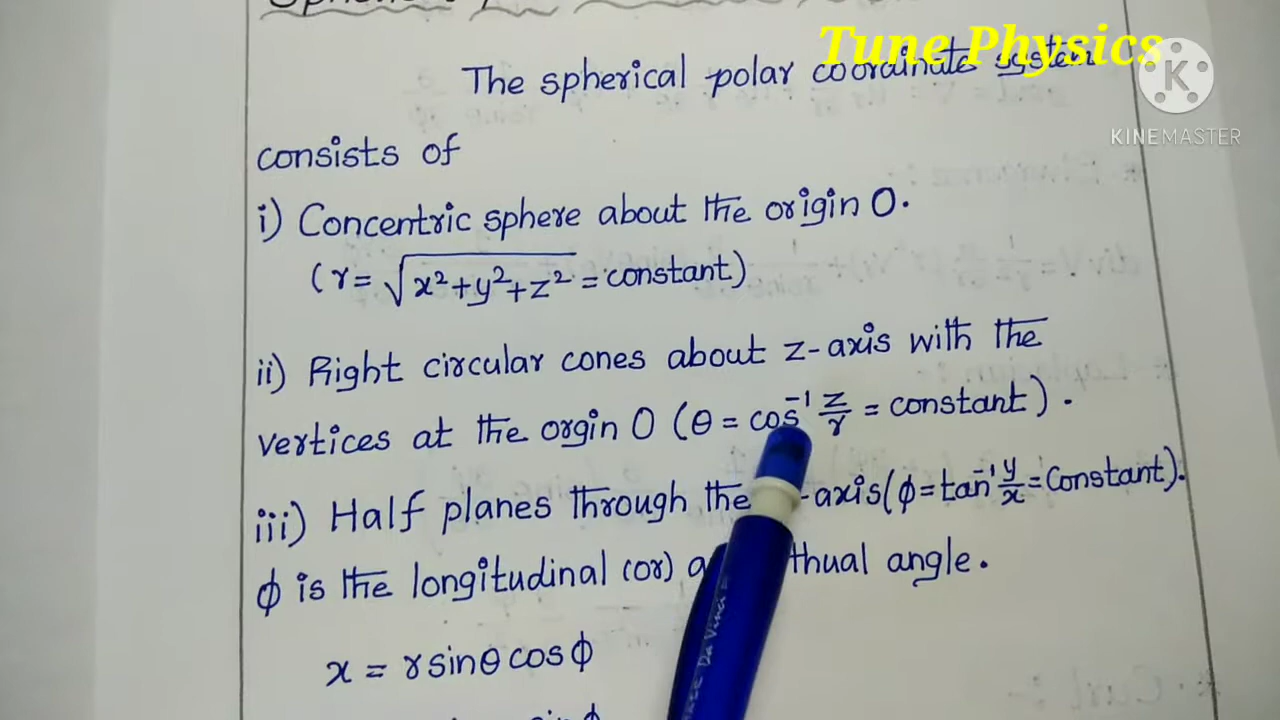 Tune Physics
K
KINEMASTER
The spherical polar coordinate system
consists of
i) Concentric sphere about the origin O.
(r = √x²+y²+z² = constant)
ii) Right circular cones about z-axis with the
vertices at the orgin O (θ = cos⁻¹ z/r = constant).
iii) Half planes through the -axis (ϕ = tan⁻¹ y/x = Constant).
ϕ is the longitudinal (or) angle.
x = r sinθ cos ϕ